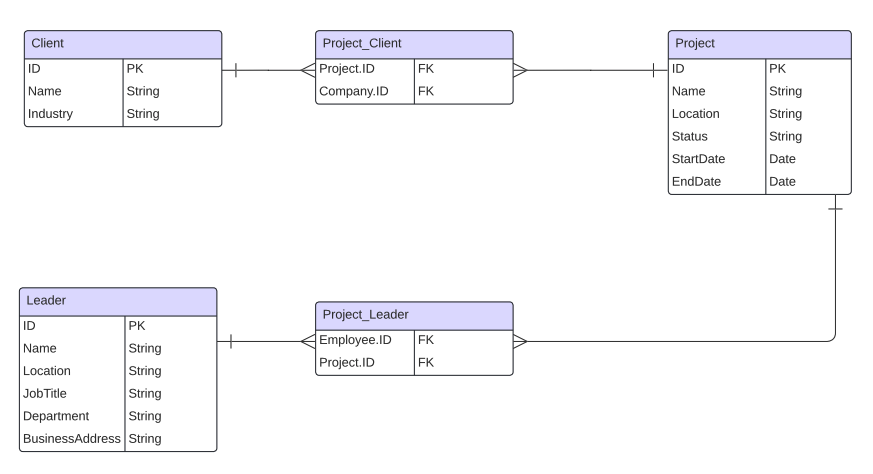 Client
ID PK
Name String
Industry String
Project_Client
Project.ID FK
Company.ID FK
Project
ID PK
Name String
Location String
Status String
StartDate Date
EndDate Date
Leader
ID PK
Name String
Location String
JobTitle String
Department String
BusinessAddress String
Project_Leader
Employee.ID FK
Project.ID FK